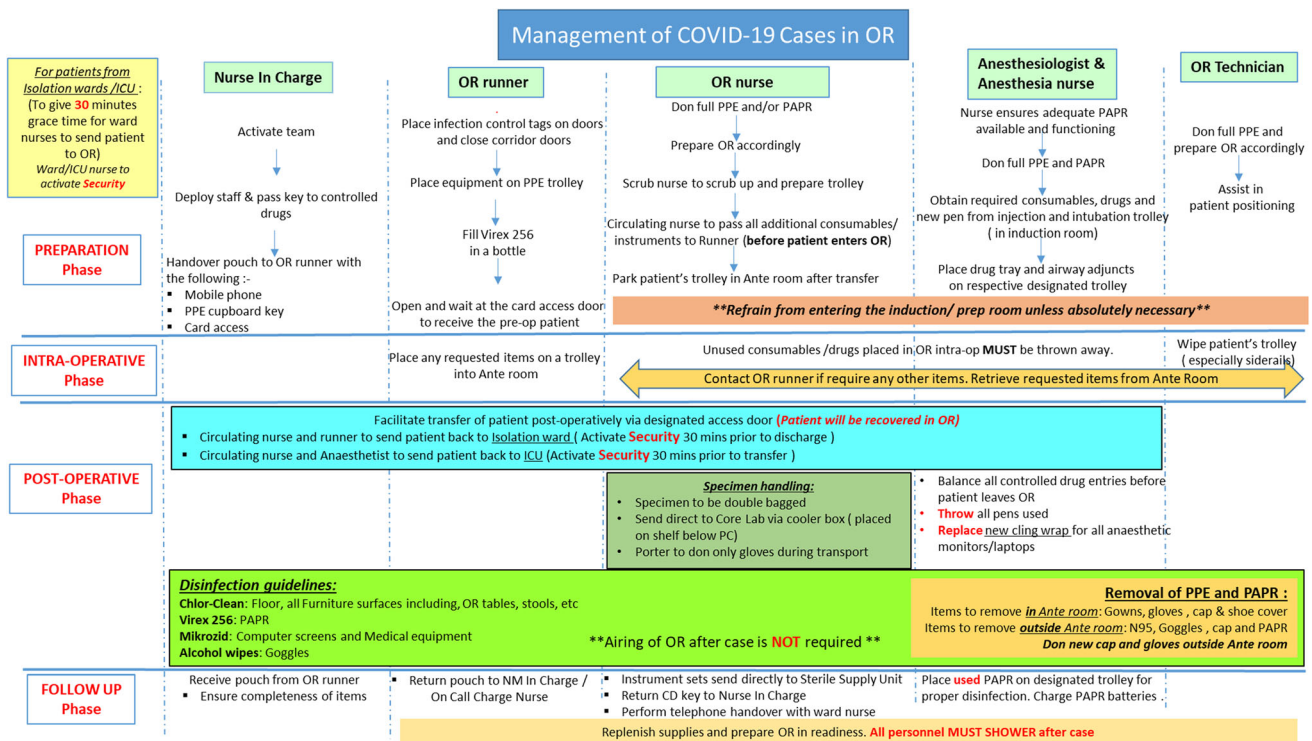 Management of COVID-19 Cases in OR
For patients from
Isolation wards /ICU :
(To give 30 minutes
grace time for ward
nurses to send patient
to OR)
Ward/ICU nurse to
activate Security
PREPARATION
Phase
Nurse In Charge
Activate team
Deploy staff & pass key to controlled
drugs
Handover pouch to OR runner with
the following :-
▪ Mobile phone
▪ PPE cupboard key
▪ Card access
OR runner
Place infection control tags on doors
and close corridor doors
Place equipment on PPE trolley
Fill Virex 256
in a bottle
Open and wait at the card access door
to receive the pre-op patient
OR nurse
Don full PPE and/or PAPR
Prepare OR accordingly
Scrub nurse to scrub up and prepare trolley
Circulating nurse to pass all additional consumables/
instruments to Runner (before patient enters OR)
Park patient's trolley in Ante room after transfer
Anesthesiologist &
Anesthesia nurse
Nurse ensures adequate PAPR
available and functioning
Don full PPE and PAPR
Obtain required consumables, drugs and
new pen from injection and intubation trolley
( in induction room)
Place drug tray and airway adjuncts
on respective designated trolley
OR Technician
Don full PPE and
prepare OR accordingly
Assist in
patient positioning
**Refrain from entering the induction/ prep room unless absolutely necessary**
INTRA-OPERATIVE
Phase
Place any requested items on a trolley
into Ante room
Unused consumables /drugs placed in OR intra-op MUST be thrown away.
Wipe patient's trolley
( especially siderails)
Contact OR runner if require any other items. Retrieve requested items from Ante Room
POST-OPERATIVE
Phase
Facilitate transfer of patient post-operatively via designated access door (Patient will be recovered in OR)
▪ Circulating nurse and runner to send patient back to Isolation ward ( Activate Security 30 mins prior to discharge )
▪ Circulating nurse and Anaesthetist to send patient back to ICU (Activate Security 30 mins prior to transfer )
Specimen handling:
• Specimen to be double bagged
• Send direct to Core Lab via cooler box ( placed
on shelf below PC)
• Porter to don only gloves during transport
• Balance all controlled drug entries before
patient leaves OR
• Throw all pens used
• Replace new cling wrap for all anaesthetic
monitors/laptops
Disinfection guidelines:
Chlor-Clean: Floor, all Furniture surfaces including, OR tables, stools, etc
Virex 256: PAPR
Mikrozid: Computer screens and Medical equipment
Alcohol wipes: Goggles
**Airing of OR after case is NOT required **
Removal of PPE and PAPR :
Items to remove in Ante room: Gowns, gloves , cap & shoe cover
Items to remove outside Ante room: N95, Goggles , cap and PAPR
Don new cap and gloves outside Ante room
FOLLOW UP
Phase
Receive pouch from OR runner
▪ Ensure completeness of items
▪ Return pouch to NM In Charge /
On Call Charge Nurse
▪ Instrument sets send directly to Sterile Supply Unit
▪ Return CD key to Nurse In Charge
▪ Perform telephone handover with ward nurse
Place used PAPR on designated trolley for
proper disinfection. Charge PAPR batteries .
Replenish supplies and prepare OR in readiness. All personnel MUST SHOWER after case